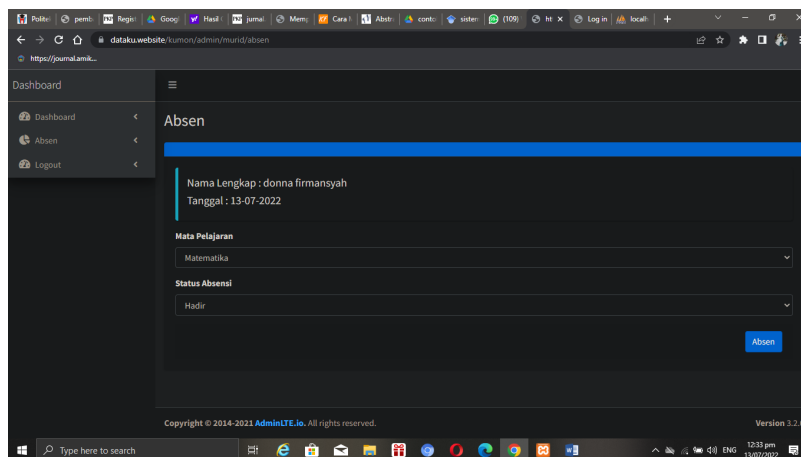 Polite
pemb
Regist
Googl
Hasil
jurnal
Cara
Abstr
conto
sister
(109)
ht
Log in
localh
dataku.website/kumon/admin/murid/absen
https://journal.amik...
Dashboard
Dashboard
Absen
Logout
Absen
Nama Lengkap : donna firmansyah
Tanggal : 13-07-2022
Mata Pelajaran
Matematika
Status Absensi
Hadir
Absen
Copyright © 2014-2021 AdminLTE.io. All rights reserved.
Version 3.2.
Type here to search
ENG
12:33 pm
13/07/2022